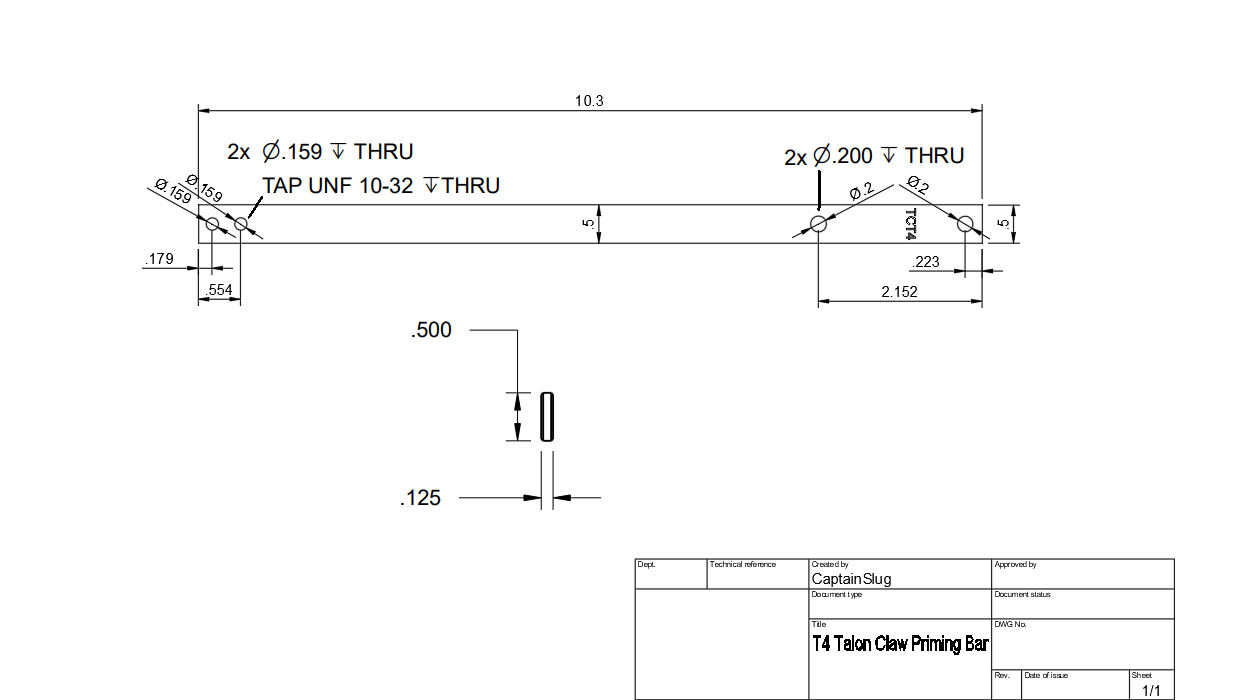 10.3
2x Ø.159 ↧ THRU
TAP UNF 10-32 ↧ THRU
2x Ø.200 ↧ THRU
Ø.159
Ø.159
.5
Ø.2
Ø.2
TCT4
.5
.179
.554
.223
2.152
.500
.125
Dept.
Technical reference
Created by
CaptainSlug
Approved by
Document type
Document status
Title
T4 Talon Claw Priming Bar
DWG No.
Rev.
Date of issue
Sheet
1/1